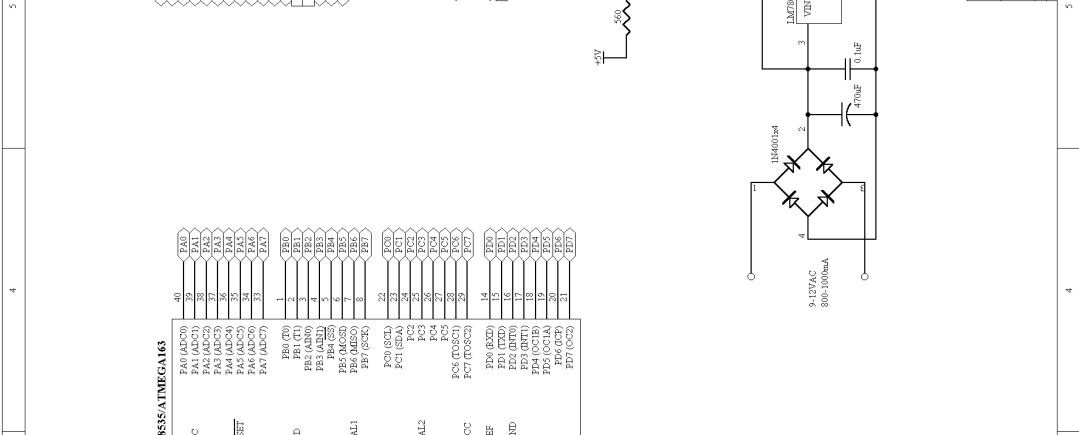 5
5
4
4
560
+5V
VIN
3
0.1uF
470uF
2
1N4001x4
1
4
9-12VAC
800-1000mA
PA0
PA1
PA2
PA3
PA4
PA5
PA6
PA7
40
39
38
37
36
35
34
33
PA0 (ADC0)
PA1 (ADC1)
PA2 (ADC2)
PA3 (ADC3)
PA4 (ADC4)
PA5 (ADC5)
PA6 (ADC6)
PA7 (ADC7)
PB0
PB1
PB2
PB3
PB4
PB5
PB6
PB7
1
2
3
4
5
6
7
8
PB0 (T0)
PB1 (T1)
PB2 (AIN0)
PB3 (AIN1)
PB4 (SS)
PB5 (MOSI)
PB6 (MISO)
PB7 (SCK)
PC0
PC1
PC2
PC3
PC4
PC5
PC6
PC7
22
23
24
25
26
27
28
29
PC0 (SCL)
PC1 (SDA)
PC2
PC3
PC4
PC5
PC6 (TOSC1)
PC7 (TOSC2)
PD0
PD1
PD2
PD3
PD4
PD5
PD6
PD7
14
15
16
17
18
19
20
21
PD0 (RXD)
PD1 (TXD)
PD2 (INT0)
PD3 (INT1)
PD4 (OC1B)
PD5 (OC1A)
PD6 (ICP)
PD7 (OC2)
8535/ATMEGA163
C
SET
D
AL1
AL2
CC
EF
ND